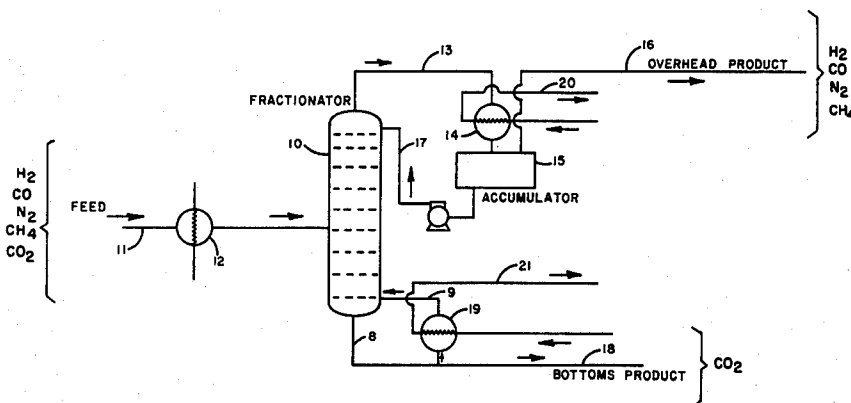 13
16
OVERHEAD PRODUCT
H2
CO
N2
CH4
20
FRACTIONATOR
10
17
14
15
ACCUMULATOR
H2
CO
N2
CH4
CO2
FEED
11
12
21
9
19
8
18
BOTTOMS PRODUCT
CO2